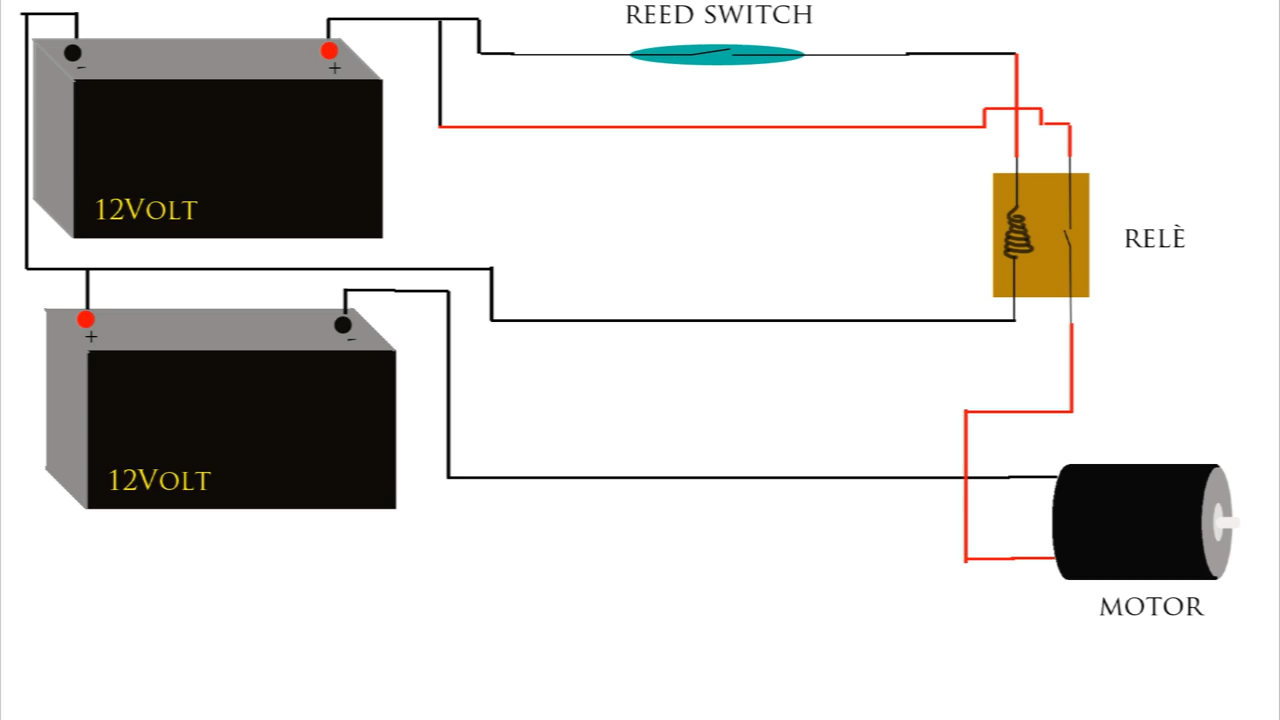 REED SWITCH
-
+
12VOLT
RELÈ
+
-
12VOLT
MOTOR